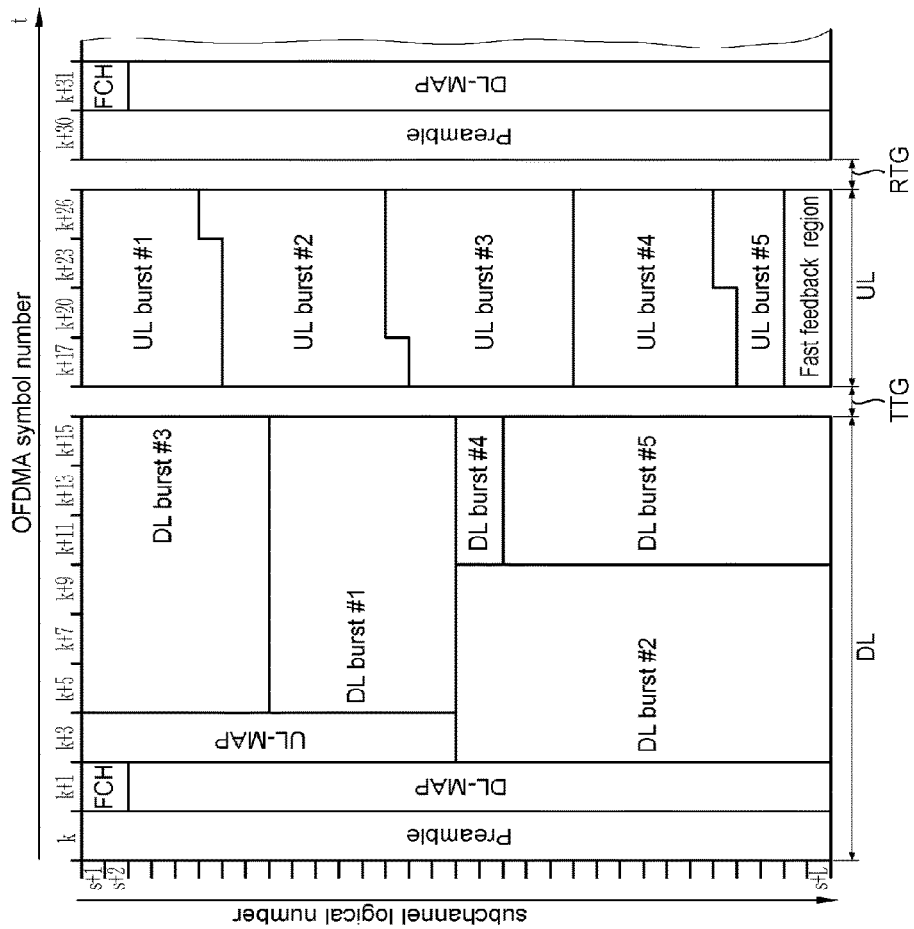 OFDMA symbol number
t
k
k+1
k+3
k+5
k+7
k+9
k+11
k+13
k+15
k+17
k+20
k+23
k+26
k+30
k+31
subchannel logical number
s+1
s+2
s+L
Preamble
FCH
DL-MAP
UL-MAP
DL burst #3
DL burst #1
DL burst #2
DL burst #4
DL burst #5
UL burst #1
UL burst #2
UL burst #3
UL burst #4
UL burst #5
Fast feedback region
Preamble
FCH
DL-MAP
DL
TTG
UL
RTG